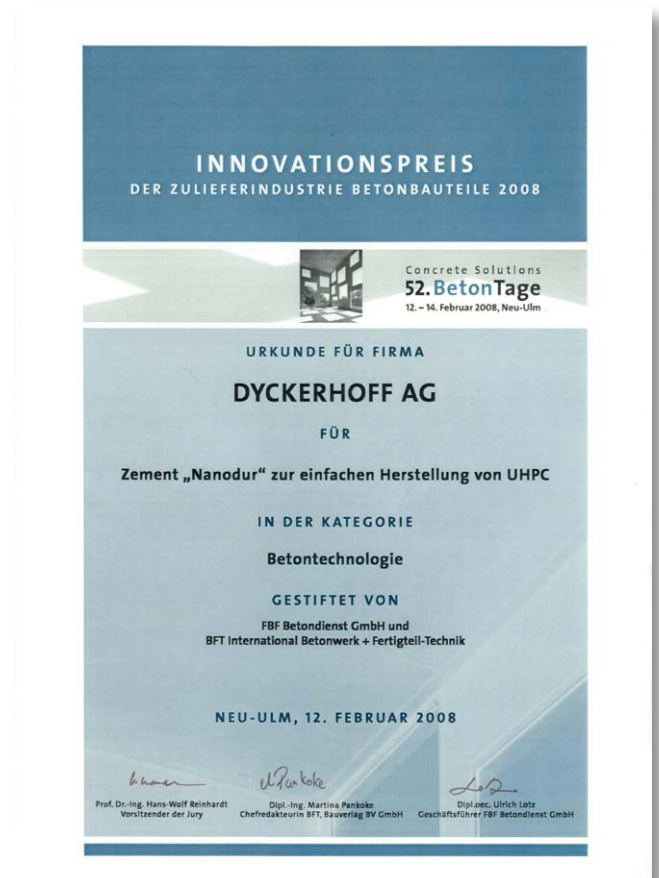 INNOVATIONSPREIS
DER ZULIEFERINDUSTRIE BETONBAUTEILE 2008
Concrete Solutions
52. BetonTage
12. – 14. Februar 2008, Neu-Ulm
URKUNDE FÜR FIRMA
DYCKERHOFF AG
FÜR
Zement „Nanodur“ zur einfachen Herstellung von UHPC
IN DER KATEGORIE
Betontechnologie
GESTIFTET VON
FBF Betondienst GmbH und
BFT International Betonwerk + Fertigteil-Technik
NEU-ULM, 12. FEBRUAR 2008
Prof. Dr.-Ing. Hans-Wolf Reinhardt
Vorsitzender der Jury
Dipl.-Ing. Martina Pankoke
Chefredakteurin BFT, Bauverlag BV GmbH
Dipl.oec. Ulrich Lotz
Geschäftsführer FBF Betondienst GmbH